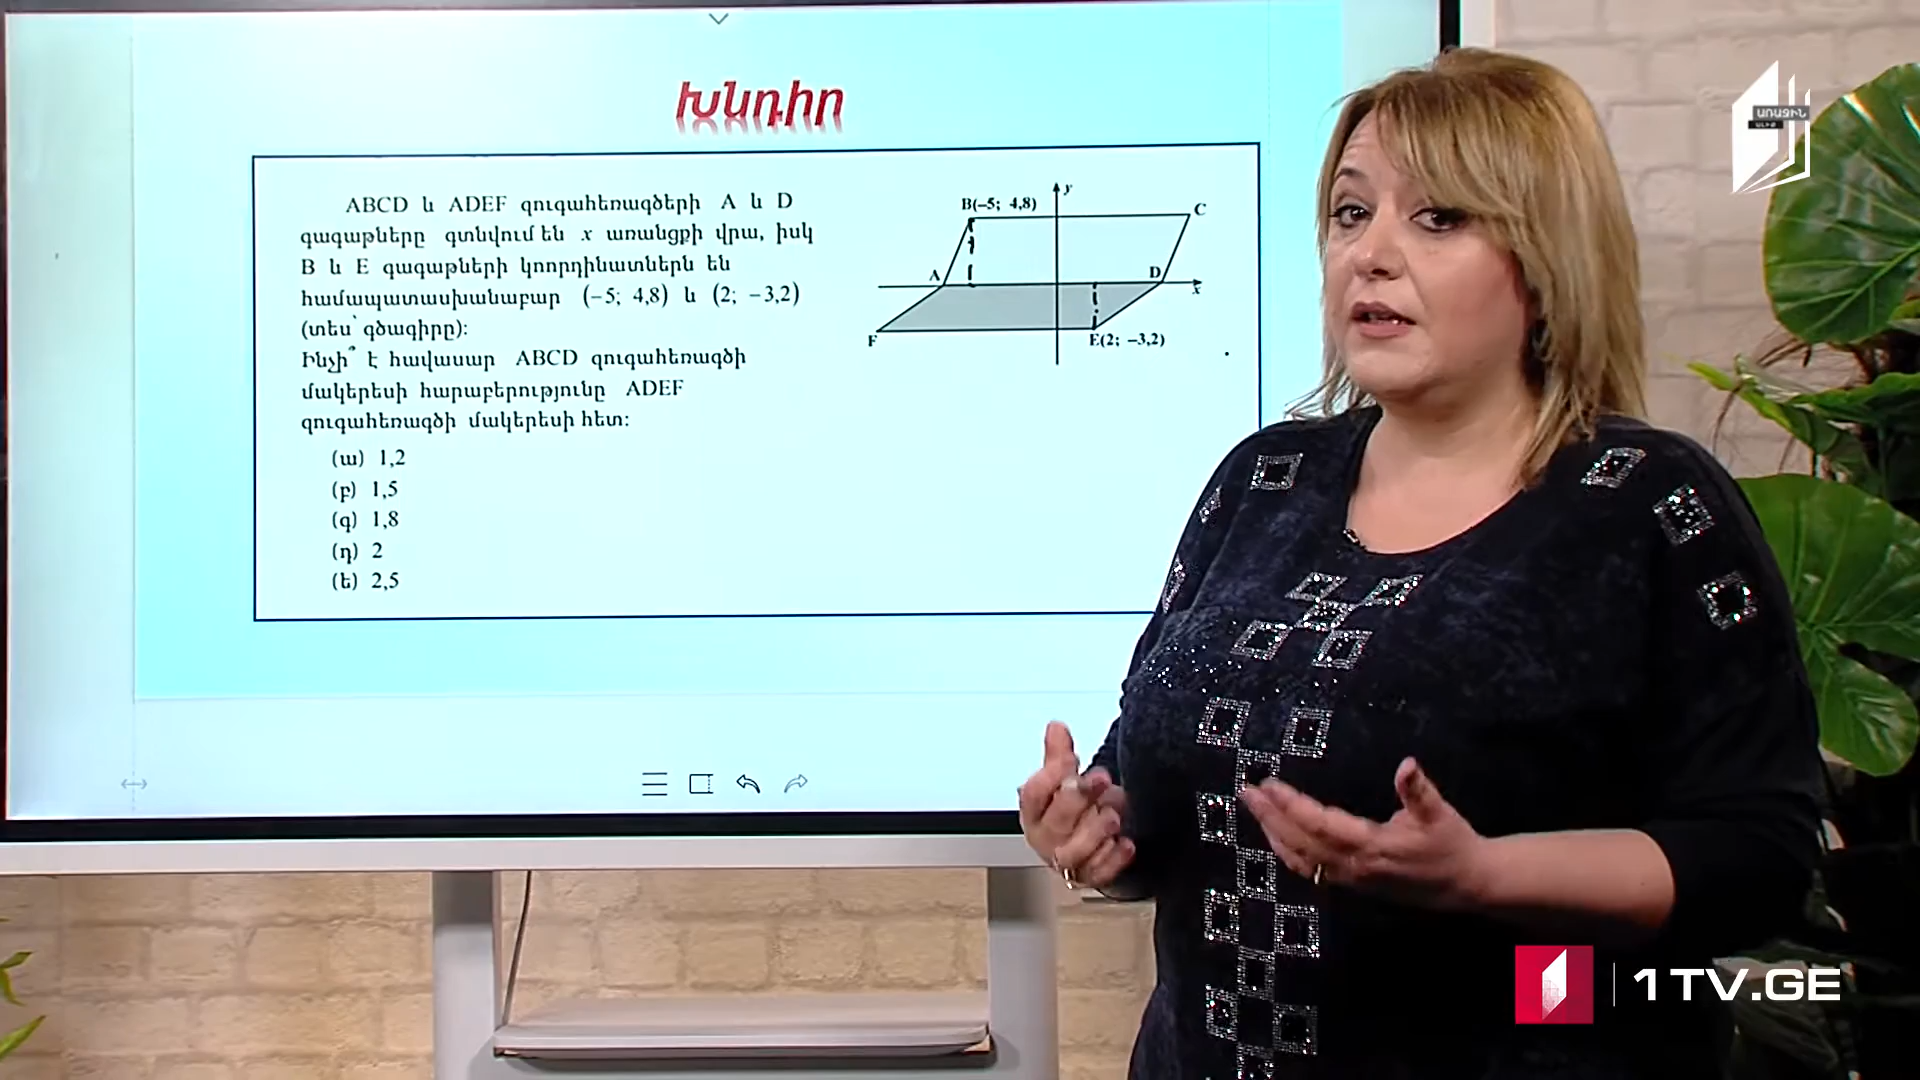 Խնդիր
ABCD և ADEF զուգահեռագծերի A և D
գագաթները գտնվում են x առանցքի վրա, իսկ
B և E գագաթների կոորդինատներն են
համապատասխանաբար (–5; 4,8) և (2; –3,2)
(տես՝ գծագիրը):
Ինչի՞ է հավասար ABCD զուգահեռագծի
մակերեսի հարաբերությունը ADEF
զուգահեռագծի մակերեսի հետ:
(ա) 1,2
(բ) 1,5
(գ) 1,8
(դ) 2
(ե) 2,5
B(–5; 4,8)
y
C
A
D
x
F
E(2; –3,2)
ԱՌԱՋԻՆ
ԱԼԻՔ
1TV.GE